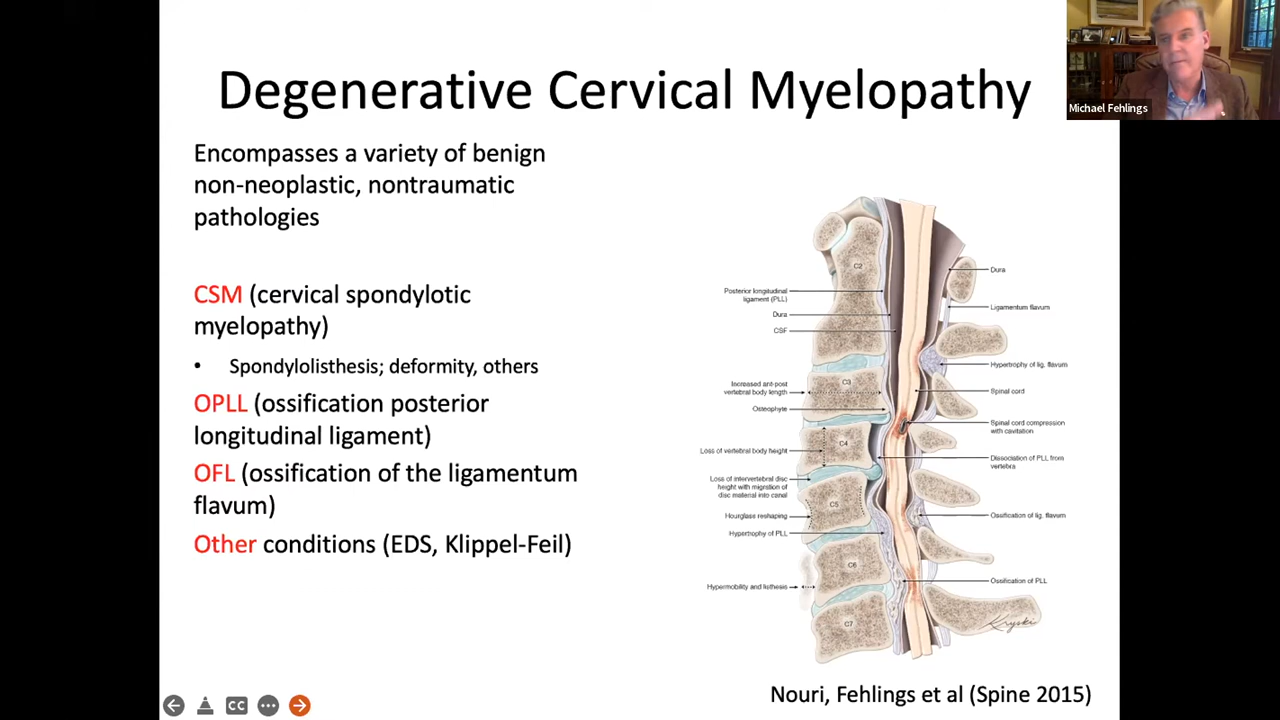 Degenerative Cervical Myelopathy
Michael Fehlings
Encompasses a variety of benign
non-neoplastic, nontraumatic
pathologies
CSM (cervical spondylotic
myelopathy)
• Spondylolisthesis; deformity, others
OPLL (ossification posterior
longitudinal ligament)
OFL (ossification of the ligamentum
flavum)
Other conditions (EDS, Klippel-Feil)
C2
C3
C4
C5
C6
C7
Posterior longitudinal
ligament (PLL)
Dura
CSF
Increased ant-post
vertebral body length
Osteophyte
Loss of vertebral body height
Loss of intervertebral disc
height with migration of
disc material into canal
Hourglass reshaping
Hypertrophy of PLL
Hypermobility and listhesis
Dura
Ligamentum flavum
Hypertrophy of lig. flavum
Spinal cord
Spinal cord compression
with cavitation
Dissociation of PLL from
vertebra
Ossification of lig. flavum
Ossification of PLL
Kryski
Nouri, Fehlings et al (Spine 2015)
CC